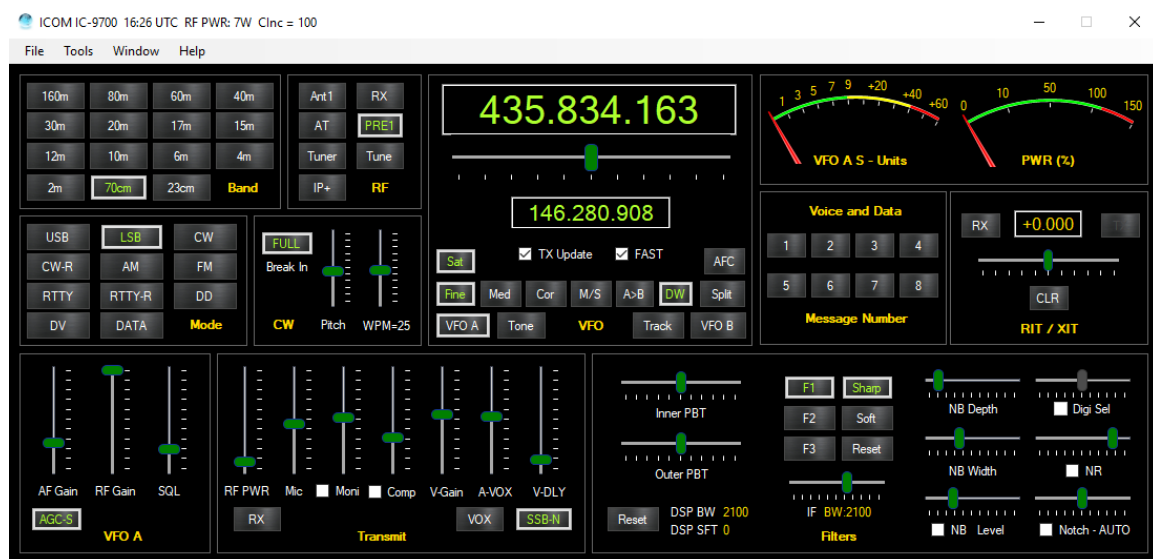 ICOM IC-9700 16:26 UTC RF PWR: 7W CInc = 100
File Tools Window Help
160m 80m 60m 40m
30m 20m 17m 15m
12m 10m 6m 4m
2m 70cm 23cm Band
Ant1 RX
AT PRE1
Tuner Tune
IP+ RF
435.834.163
146.280.908
Sat TX Update FAST AFC
Fine Med Cor M/S A>B DW Split
VFO A Tone VFO Track VFO B
1 3 5 7 9 +20 +40 +60
VFO A S - Units
0 10 50 100 150
PWR (%)
USB LSB CW
CW-R AM FM
RTTY RTTY-R DD
DV DATA Mode
FULL
Break In
CW Pitch WPM=25
Voice and Data
1 2 3 4
5 6 7 8
Message Number
RX +0.000
CLR
RIT / XIT
AF Gain RF Gain SQL
AGC-S
VFO A
RF PWR Mic Moni Comp V-Gain A-VOX V-DLY
RX VOX SSB-N
Transmit
Inner PBT
Outer PBT
Reset DSP BW 2100
DSP SFT 0
F1 Sharp
F2 Soft
F3 Reset
IF BW:2100
Filters
NB Depth Digi Sel
NB Width NR
NB Level Notch - AUTO